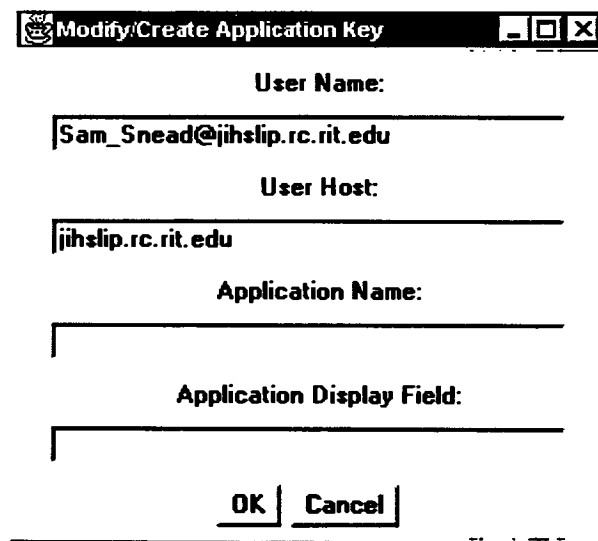 Modify/Create Application Key
User Name:
Sam_Snead@jihslip.rc.rit.edu
User Host:
jihslip.rc.rit.edu
Application Name:
Application Display Field:
OK Cancel